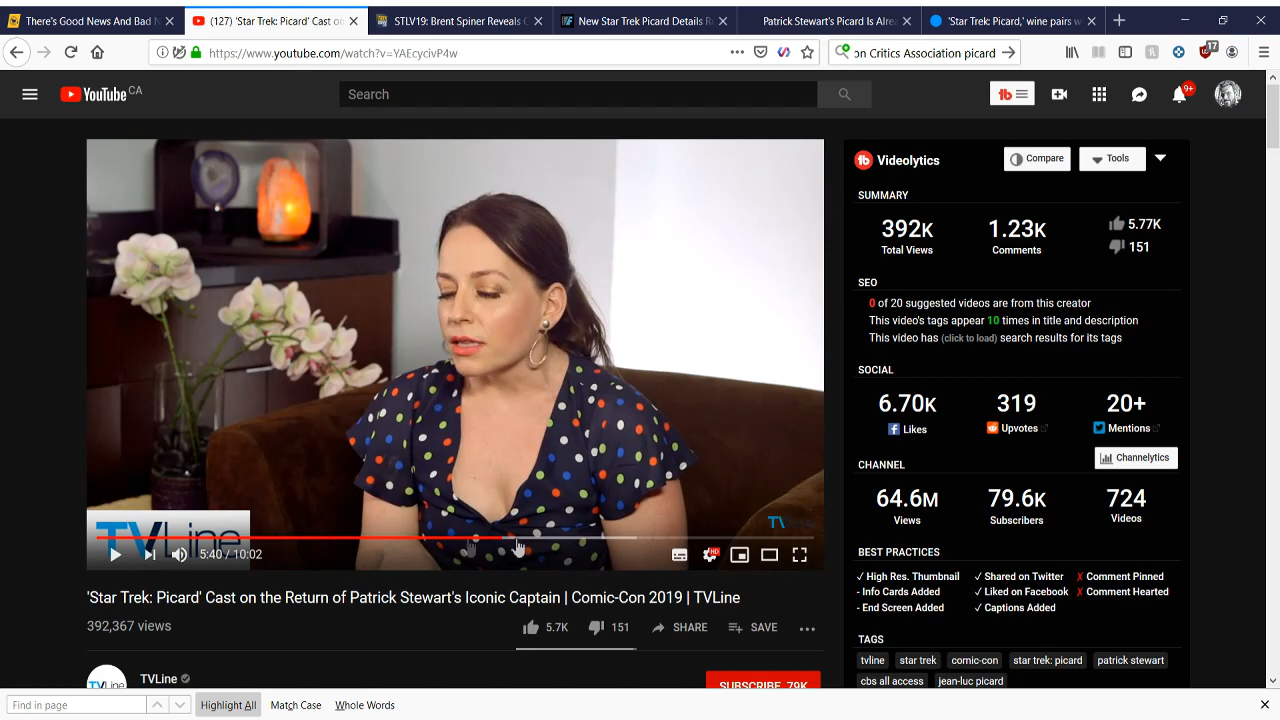 There's Good News And Bad N
(127) 'Star Trek: Picard' Cast on
STLV19: Brent Spiner Reveals C
New Star Trek Picard Details Re
Patrick Stewart's Picard Is Alrea
'Star Trek: Picard,' wine pairs w
https://www.youtube.com/watch?v=YAEcycivP4w
on Critics Association picard
17
YouTube CA
Search
9+
Videolytics
Compare
Tools
SUMMARY
392K
1.23K
5.77K
Total Views
Comments
151
SEO
0 of 20 suggested videos are from this creator
This video's tags appear 10 times in title and description
This video has (click to load) search results for its tags
SOCIAL
6.70K
319
20+
Likes
Upvotes
Mentions
Channelytics
CHANNEL
64.6M
79.6K
724
Views
Subscribers
Videos
BEST PRACTICES
✓ High Res. Thumbnail
✓ Shared on Twitter
✗ Comment Pinned
- Info Cards Added
✓ Liked on Facebook
✗ Comment Hearted
- End Screen Added
✓ Captions Added
TAGS
tvline
star trek
comic-con
star trek: picard
patrick stewart
cbs all access
jean-luc picard
TVLine
TV
5:40 / 10:02
HD
'Star Trek: Picard' Cast on the Return of Patrick Stewart's Iconic Captain | Comic-Con 2019 | TVLine
392,367 views
5.7K
151
SHARE
SAVE
TVLine
TVLine
SUBSCRIBE 79K
Find in page
Highlight All
Match Case
Whole Words